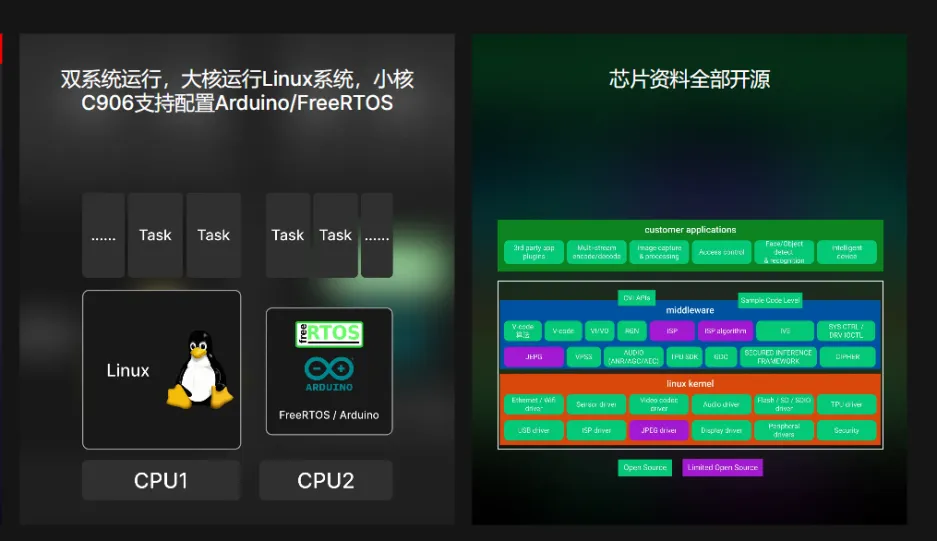 双系统运行，大核运行Linux系统，小核
C906支持配置Arduino/FreeRTOS
......
Task
Task
Task
Task
......
Linux
free
RTOS
ARDUINO
FreeRTOS / Arduino
CPU1
CPU2
芯片资料全部开源
customer applications
3rd party app
plugins
Multi-stream
encode/decode
Image capture
& processing
Access control
Face/Object
detect
& recognition
Intelligent
device
CVI APIs
Sample Code Level
middleware
V-code
算法
V-code
VI/VO
RGN
ISP
ISP algorithm
IVE
SYS CTRL /
DRV IOCTL
JEPG
VPSS
AUDIO
(ANR/AGC/AEC)
TPU SDK
GDC
SECURED INFERENCE
FRAMEWORK
CIPHER
linux kernel
Ethernet / Wifi
driver
Sensor driver
Video codec
driver
Audio driver
Flash / SD / SDIO
driver
TPU driver
USB driver
ISP driver
JPEG driver
Display driver
Peripheral
drivers
Security
Open Source
Limited Open Source